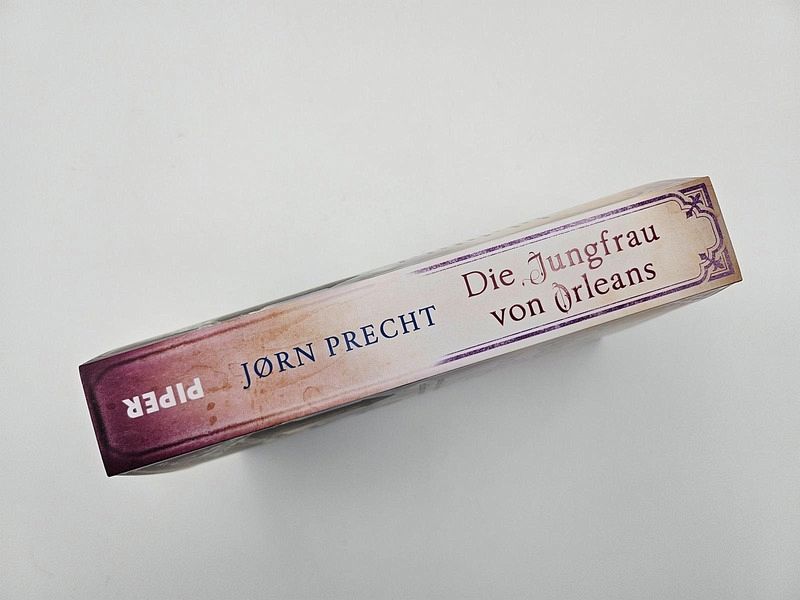 PIPER
JØRN PRECHT
Die Jungfrau
von Orleans